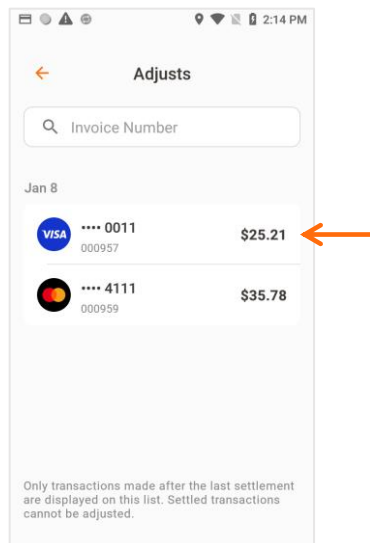 2:14 PM
Adjusts
Invoice Number
Jan 8
VISA •••• 0011 $25.21
000957
•••• 4111 $35.78
000959
Only transactions made after the last settlement
are displayed on this list. Settled transactions
cannot be adjusted.